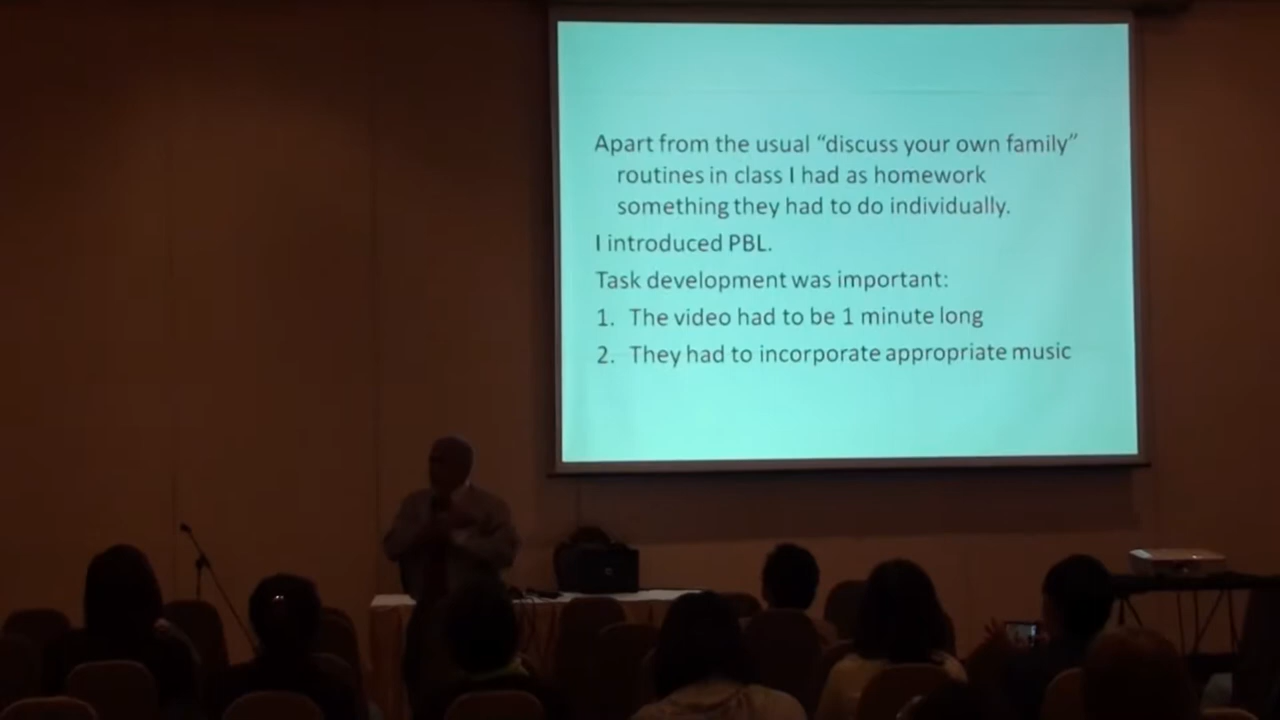 Apart from the usual “discuss your own family”
routines in class I had as homework
something they had to do individually.
I introduced PBL.
Task development was important:
1. The video had to be 1 minute long
2. They had to incorporate appropriate music